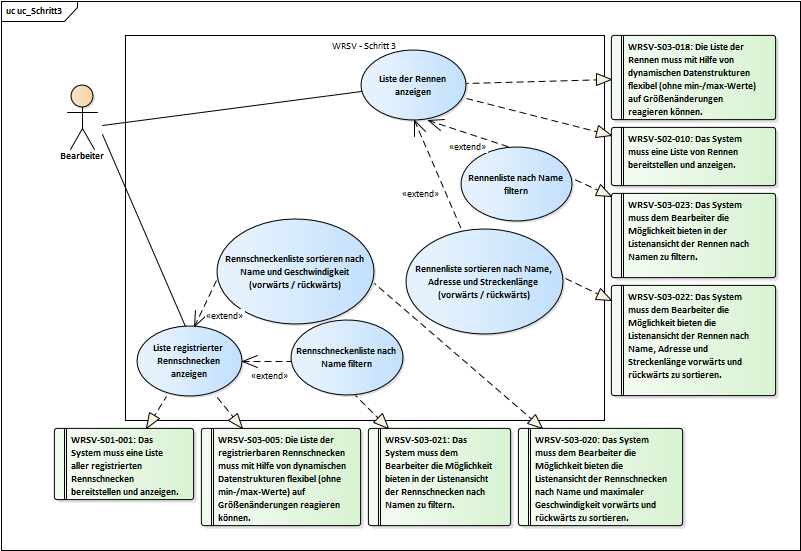 uc uc_Schritt3
WRSV - Schritt 3
Liste der Rennen
anzeigen
WRSV-S03-018: Die Liste der
Rennen muss mit Hilfe von
dynamischen Datenstrukturen
flexibel (ohne min-/max-Werte)
auf Größenänderungen
reagieren können.
Bearbeiter
WRSV-S02-010: Das System
muss eine Liste von Rennen
bereitstellen und anzeigen.
«extend»
Rennenliste nach Name
filtern
«extend»
WRSV-S03-023: Das System
muss dem Bearbeiter die
Möglichkeit bieten in der
Listenansicht der Rennen nach
Namen zu filtern.
Rennschneckenliste sortieren nach
Name und Geschwindigkeit
(vorwärts / rückwärts)
Rennenliste sortieren nach Name,
Adresse und Streckenlänge
(vorwärts / rückwärts)
WRSV-S03-022: Das System
muss dem Bearbeiter die
Möglichkeit bieten die
Listenansicht der Rennen nach
Name, Adresse und
Streckenlänge vorwärts und
rückwärts zu sortieren.
«extend»
Liste registrierter
Rennschnecken
anzeigen
Rennschneckenliste nach
Name filtern
«extend»
WRSV-S01-001: Das
System muss eine Liste
aller registrierten
Rennschnecken
bereitstellen und anzeigen.
WRSV-S03-005: Die Liste der
registrierbaren Rennschnecken
muss mit Hilfe von dynamischen
Datenstrukturen flexibel (ohne
min-/max-Werte) auf
Größenänderungen reagieren
können.
WRSV-S03-021: Das
System muss dem
Bearbeiter die Möglichkeit
bieten in der Listenansicht
der Rennschnecken nach
Namen zu filtern.
WRSV-S03-020: Das System
muss dem Bearbeiter die
Möglichkeit bieten die
Listenansicht der Rennschnecken
nach Name und maximaler
Geschwindigkeit vorwärts und
rückwärts zu sortieren.